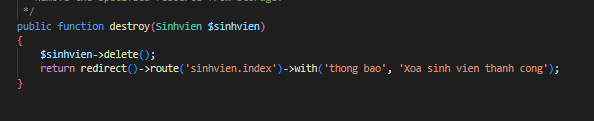 */
public function destroy(Sinhvien $sinhvien)
{
$sinhvien->delete();
return redirect()->route('sinhvien.index')->with('thong bao', 'Xoa sinh vien thanh cong');
}